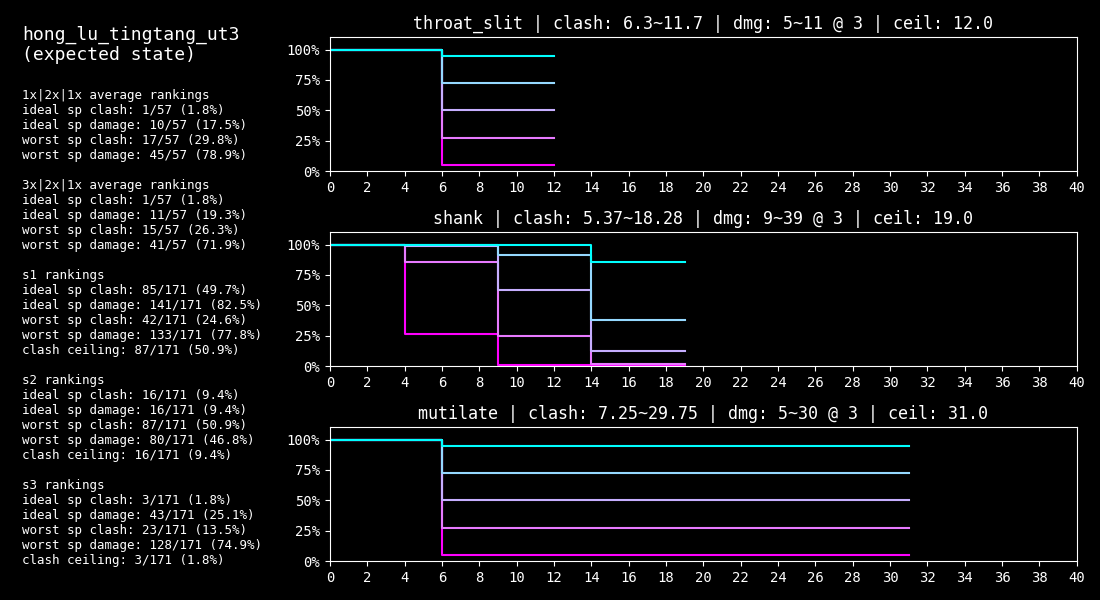 hong_lu_tingtang_ut3
(expected state)
1x|2x|1x average rankings
ideal sp clash: 1/57 (1.8%)
ideal sp damage: 10/57 (17.5%)
worst sp clash: 17/57 (29.8%)
worst sp damage: 45/57 (78.9%)
3x|2x|1x average rankings
ideal sp clash: 1/57 (1.8%)
ideal sp damage: 11/57 (19.3%)
worst sp clash: 15/57 (26.3%)
worst sp damage: 41/57 (71.9%)
s1 rankings
ideal sp clash: 85/171 (49.7%)
ideal sp damage: 141/171 (82.5%)
worst sp clash: 42/171 (24.6%)
worst sp damage: 133/171 (77.8%)
clash ceiling: 87/171 (50.9%)
s2 rankings
ideal sp clash: 16/171 (9.4%)
ideal sp damage: 16/171 (9.4%)
worst sp clash: 87/171 (50.9%)
worst sp damage: 80/171 (46.8%)
clash ceiling: 16/171 (9.4%)
s3 rankings
ideal sp clash: 3/171 (1.8%)
ideal sp damage: 43/171 (25.1%)
worst sp clash: 23/171 (13.5%)
worst sp damage: 128/171 (74.9%)
clash ceiling: 3/171 (1.8%)
throat_slit | clash: 6.3~11.7 | dmg: 5~11 @ 3 | ceil: 12.0
100%
75%
50%
25%
0%
0 2 4 6 8 10 12 14 16 18 20 22 24 26 28 30 32 34 36 38 40
shank | clash: 5.37~18.28 | dmg: 9~39 @ 3 | ceil: 19.0
100%
75%
50%
25%
0%
0 2 4 6 8 10 12 14 16 18 20 22 24 26 28 30 32 34 36 38 40
mutilate | clash: 7.25~29.75 | dmg: 5~30 @ 3 | ceil: 31.0
100%
75%
50%
25%
0%
0 2 4 6 8 10 12 14 16 18 20 22 24 26 28 30 32 34 36 38 40